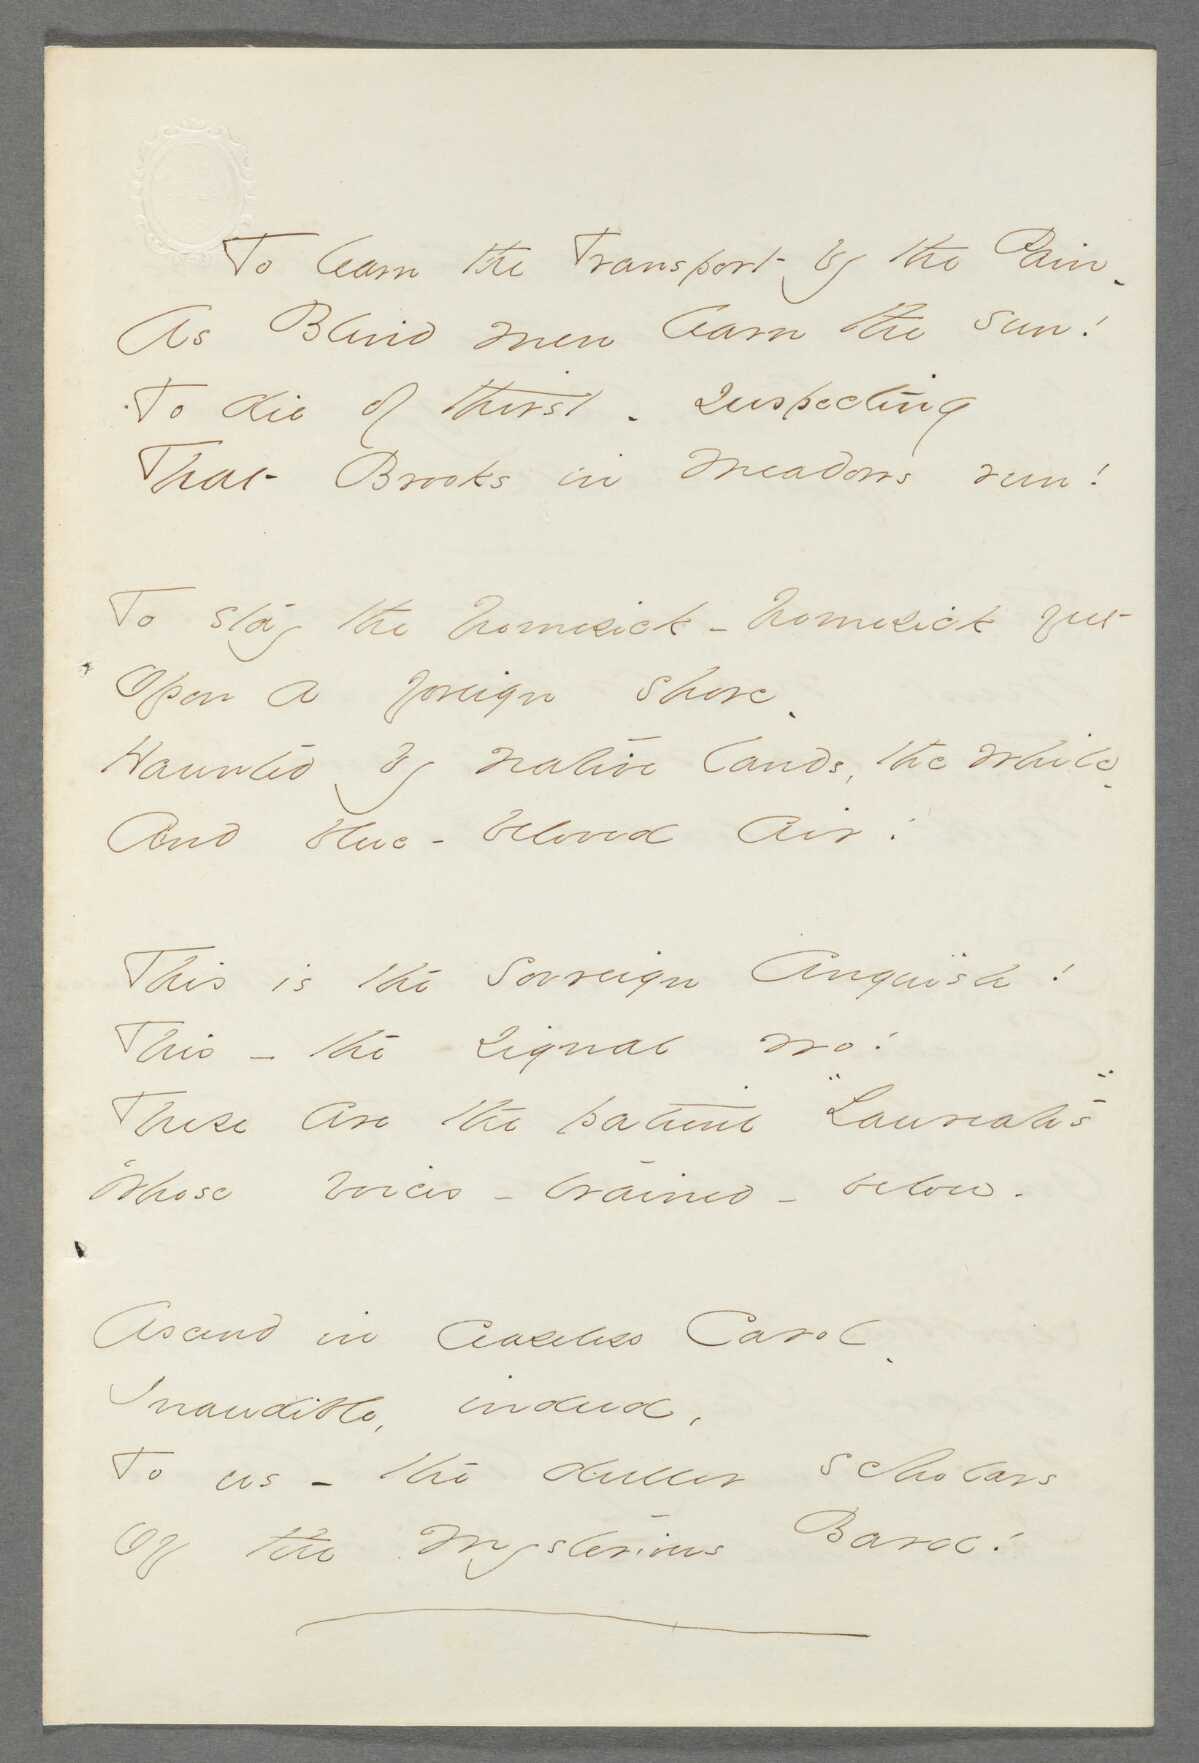 To learn the Transport by the Pain -
As Blind men learn the sun!
To die of thirst - suspecting
That Brooks in Meadows run!
To stay the homesick - homesick feet
Opon a foreign shore -
Haunted by native lands, the while -
And blue - beloved Air!
This is the Sovreign Anguish!
This - the signal wo!
These are the patient "Laureates"
Whose voices - trained - below -
Ascend in ceaseless Carol -
Inaudible, indeed,
To us - the duller scholars
Of the Mysterious Bard!